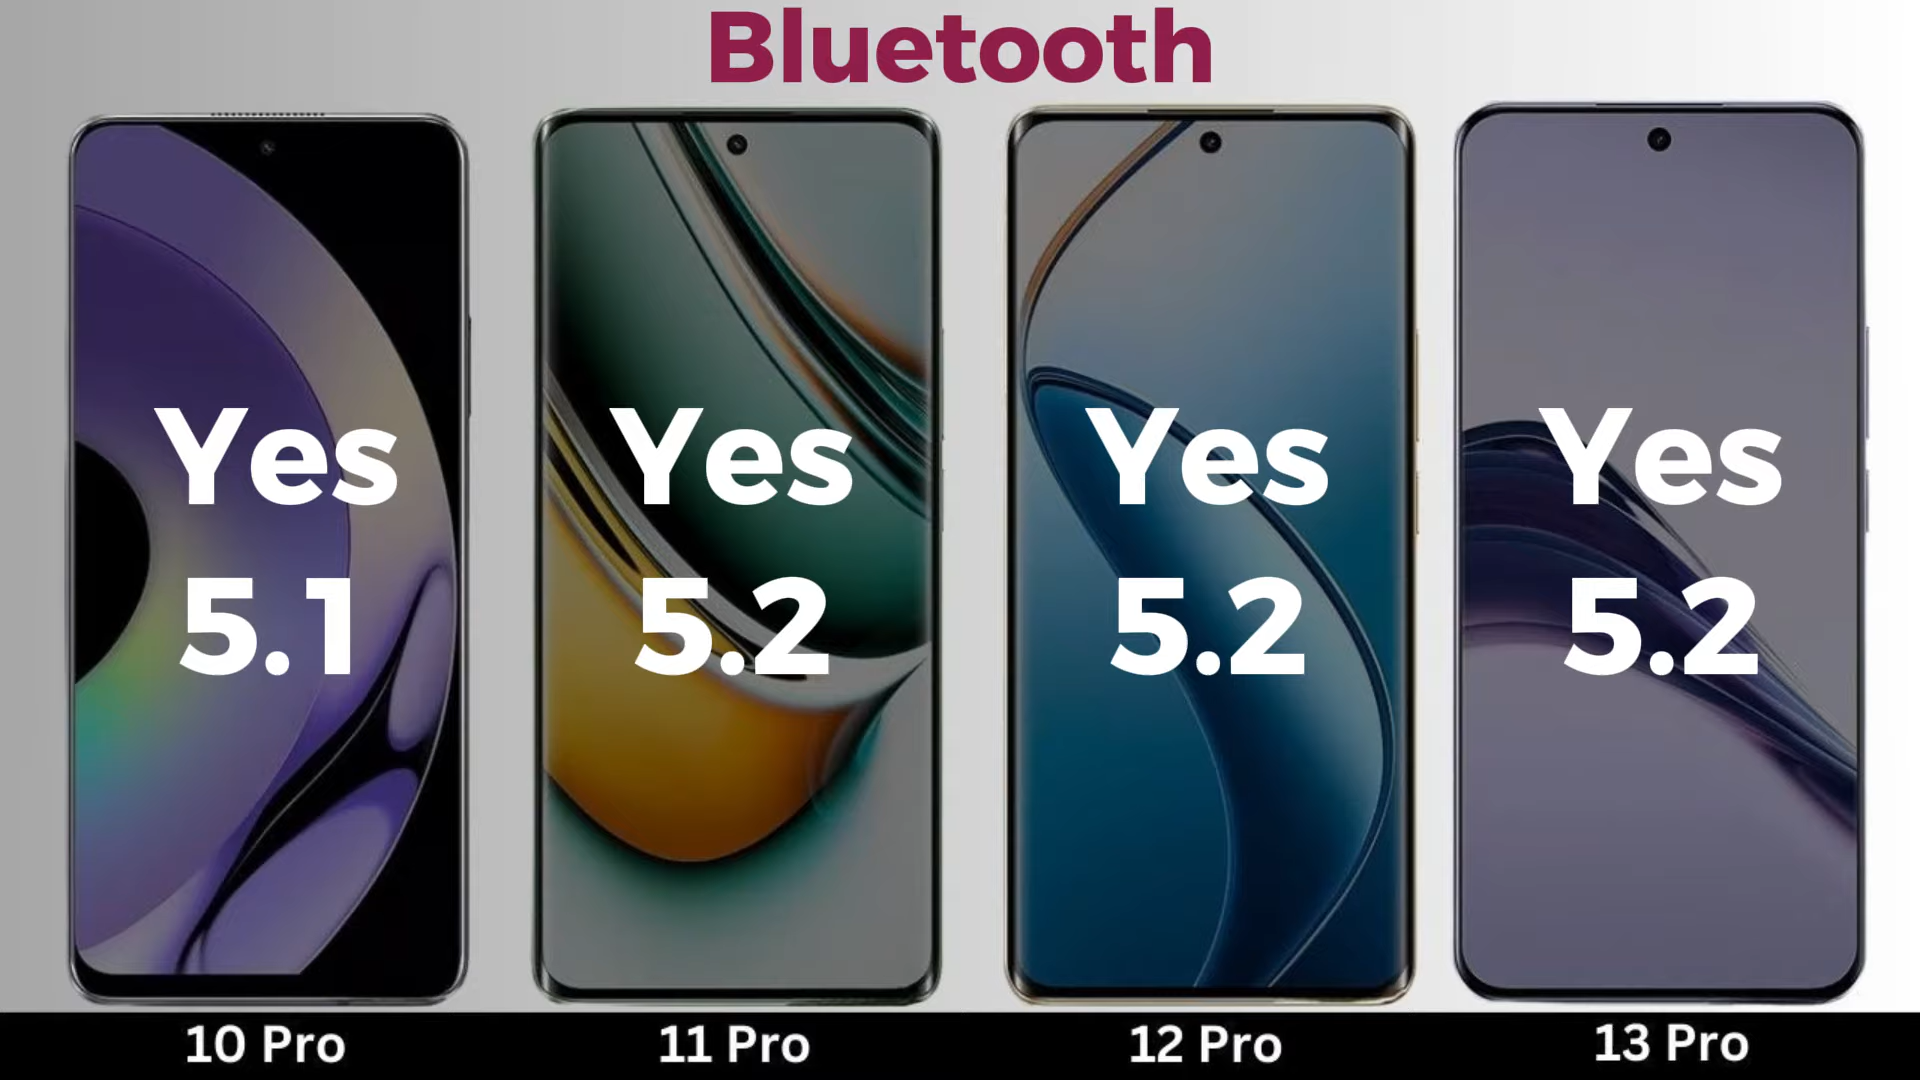 Bluetooth
Yes
5.1
Yes
5.2
Yes
5.2
Yes
5.2
10 Pro
11 Pro
12 Pro
13 Pro